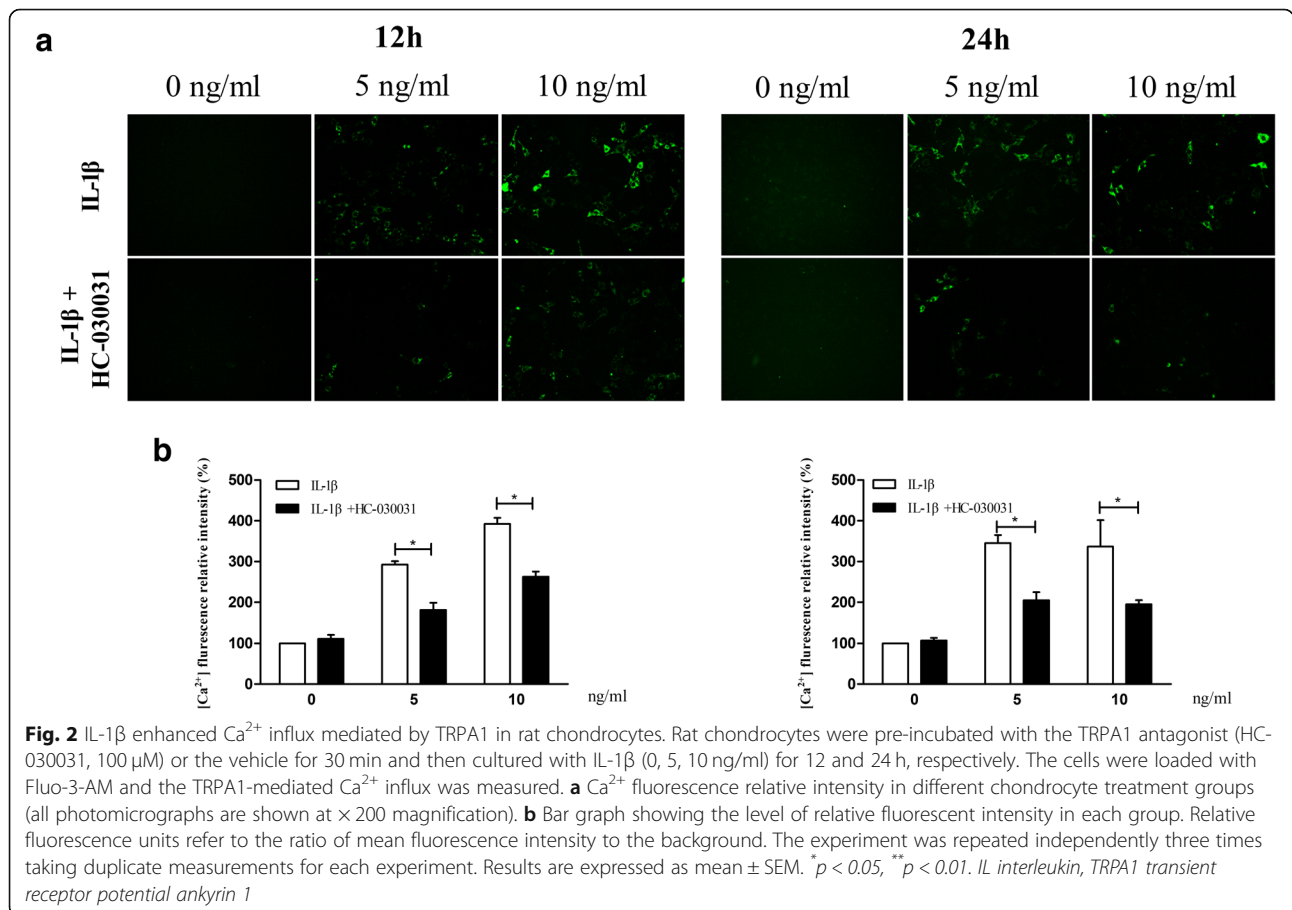 a
12h
24h
0 ng/ml 5 ng/ml 10 ng/ml 0 ng/ml 5 ng/ml 10 ng/ml
IL-1β
IL-1β +
HC-030031
b
[Ca²⁺] flurescence relative intensity (%)
500
400
300
200
100
0
IL-1β
IL-1β +HC-030031
*
*
0 5 10 ng/ml
[Ca²⁺] flurescence relative intensity (%)
500
400
300
200
100
0
IL-1β
IL-1β +HC-030031
*
*
0 5 10 ng/ml
Fig. 2 IL-1β enhanced Ca²⁺ influx mediated by TRPA1 in rat chondrocytes. Rat chondrocytes were pre-incubated with the TRPA1 antagonist (HC-
030031, 100 μM) or the vehicle for 30 min and then cultured with IL-1β (0, 5, 10 ng/ml) for 12 and 24 h, respectively. The cells were loaded with
Fluo-3-AM and the TRPA1-mediated Ca²⁺ influx was measured. a Ca²⁺ fluorescence relative intensity in different chondrocyte treatment groups
(all photomicrographs are shown at × 200 magnification). b Bar graph showing the level of relative fluorescent intensity in each group. Relative
fluorescence units refer to the ratio of mean fluorescence intensity to the background. The experiment was repeated independently three times
taking duplicate measurements for each experiment. Results are expressed as mean ± SEM. *p < 0.05, **p < 0.01. IL interleukin, TRPA1 transient
receptor potential ankyrin 1